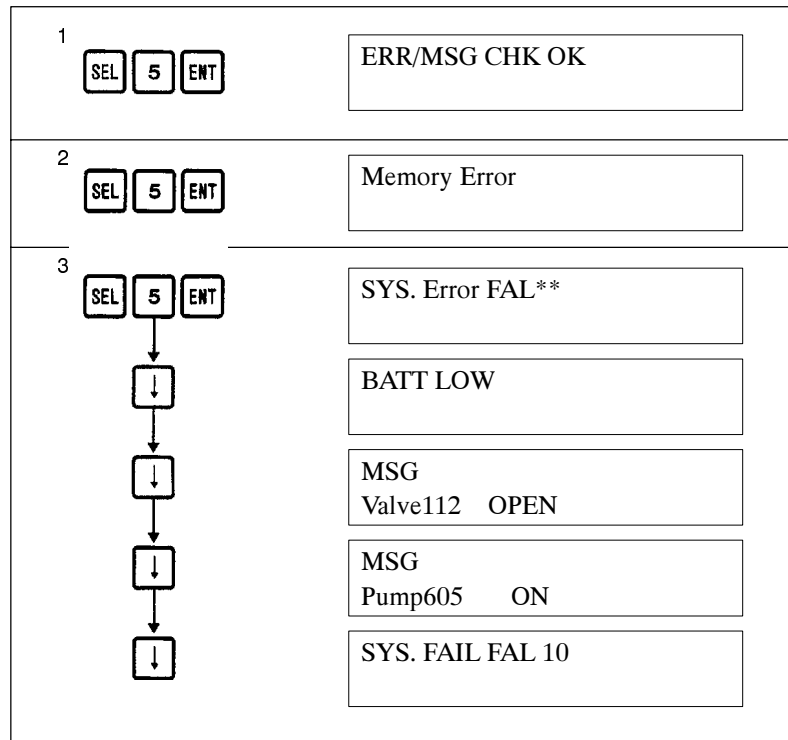 1
SEL 5 ENT
ERR/MSG CHK OK
2
SEL 5 ENT
Memory Error
3
SEL 5 ENT
SYS. Error FAL**
↓
BATT LOW
↓
MSG
Valve112 OPEN
↓
MSG
Pump605 ON
↓
SYS. FAIL FAL 10